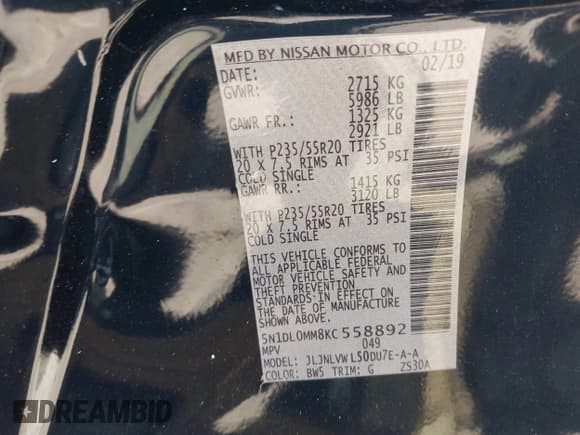 MFD BY NISSAN MOTOR CO., LTD.
DATE: 02/19
GVWR: 2715 KG
5986 LB
GAWR FR.: 1325 KG
2921 LB
WITH P235/55R20 TIRES
20 X 7.5 RIMS AT 35 PSI
COLD SINGLE
GAWR RR.: 1415 KG
3120 LB
WITH P235/55R20 TIRES
20 X 7.5 RIMS AT 35 PSI
COLD SINGLE
THIS VEHICLE CONFORMS TO
ALL APPLICABLE FEDERAL
MOTOR VEHICLE SAFETY AND
THEFT PREVENTION
STANDARDS IN EFFECT ON
THE DATE OF MANUFACTURE
SHOWN ABOVE.
5N1DL0MM8KC558892
MPV 049
MODEL: JLJNLVWL50DU7E-A-A
COLOR: BW5 TRIM: G ZS30A
DREAMBID